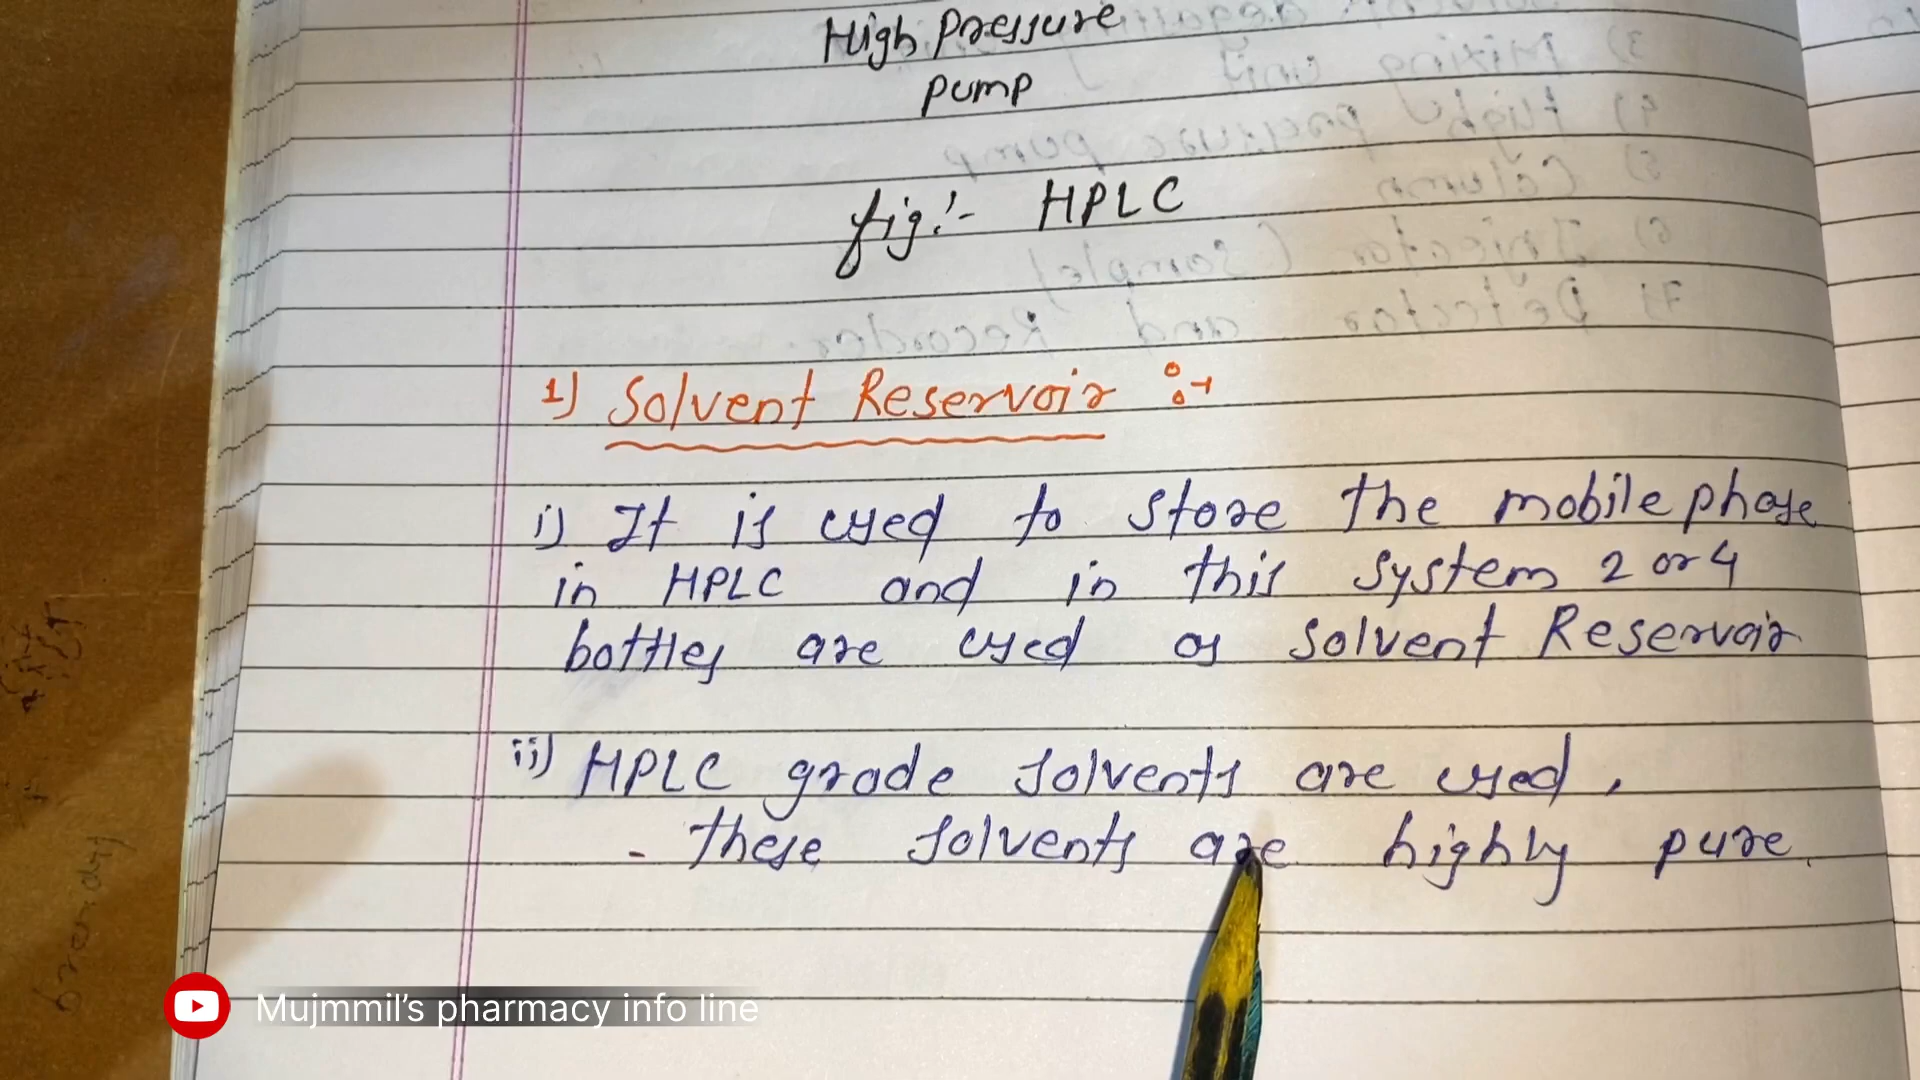 High Pressure
pump
fig:- HPLC
1) Solvent Reservoir :-
i) It is used to store the mobile phase
in HPLC and in this system 2 or 4
bottles are used as Solvent Reservoir
ii) HPLC grade solvents are used,
- These solvents are highly pure.
Mujmmil's pharmacy info line